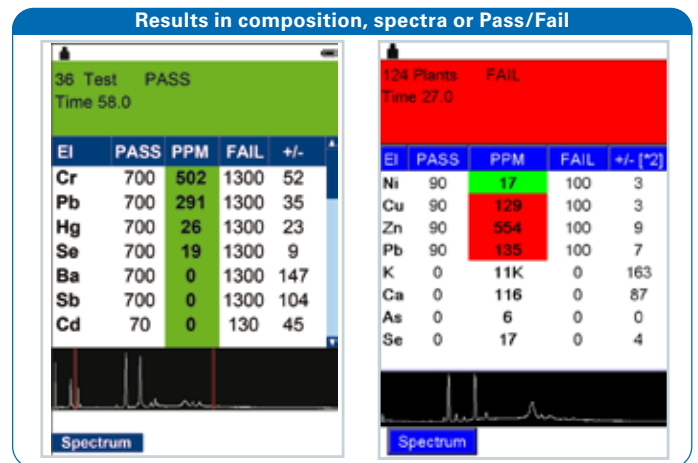 Results in composition, spectra or Pass/Fail
36 Test PASS
Time 58.0
El PASS PPM FAIL +/-
Cr 700 502 1300 52
Pb 700 291 1300 35
Hg 700 26 1300 23
Se 700 19 1300 9
Ba 700 0 1300 147
Sb 700 0 1300 104
Cd 70 0 130 45
Spectrum
124 Plants FAIL
Time 27.0
El PASS PPM FAIL +/- [*2]
Ni 90 17 100 3
Cu 90 129 100 3
Zn 90 554 100 9
Pb 90 135 100 7
K 0 11K 0 163
Ca 0 116 0 87
As 0 6 0 0
Se 0 17 0 4
Spectrum